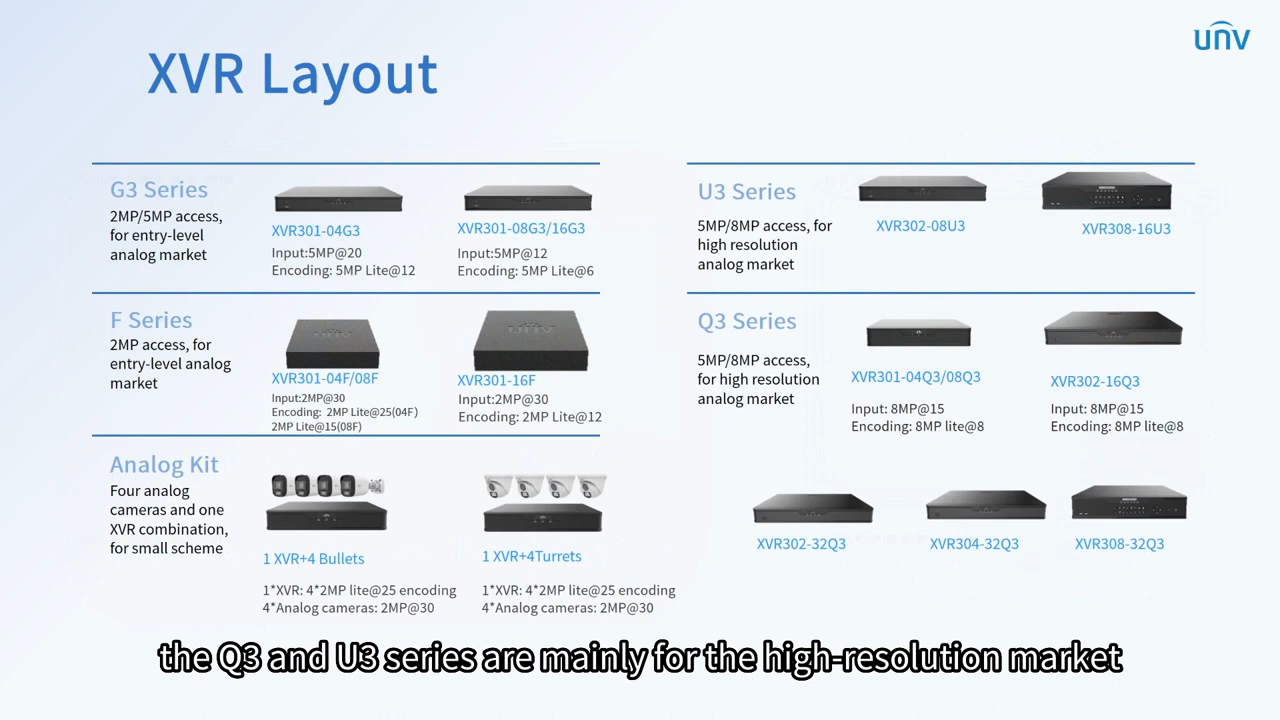 unv
XVR Layout
G3 Series
2MP/5MP access,
for entry-level
analog market
XVR301-04G3
Input:5MP@20
Encoding: 5MP Lite@12
XVR301-08G3/16G3
Input:5MP@12
Encoding: 5MP Lite@6
F Series
2MP access, for
entry-level analog
market
XVR301-04F/08F
Input:2MP@30
Encoding: 2MP Lite@25(04F)
2MP Lite@15(08F)
XVR301-16F
Input:2MP@30
Encoding: 2MP Lite@12
Analog Kit
Four analog
cameras and one
XVR combination,
for small scheme
1 XVR+4 Bullets
1*XVR: 4*2MP lite@25 encoding
4*Analog cameras: 2MP@30
1 XVR+4Turrets
1*XVR: 4*2MP lite@25 encoding
4*Analog cameras: 2MP@30
U3 Series
5MP/8MP access, for
high resolution
analog market
XVR302-08U3
XVR308-16U3
Q3 Series
5MP/8MP access,
for high resolution
analog market
XVR301-04Q3/08Q3
Input: 8MP@15
Encoding: 8MP lite@8
XVR302-16Q3
Input: 8MP@15
Encoding: 8MP lite@8
XVR302-32Q3
XVR304-32Q3
XVR308-32Q3
the Q3 and U3 series are mainly for the high-resolution market